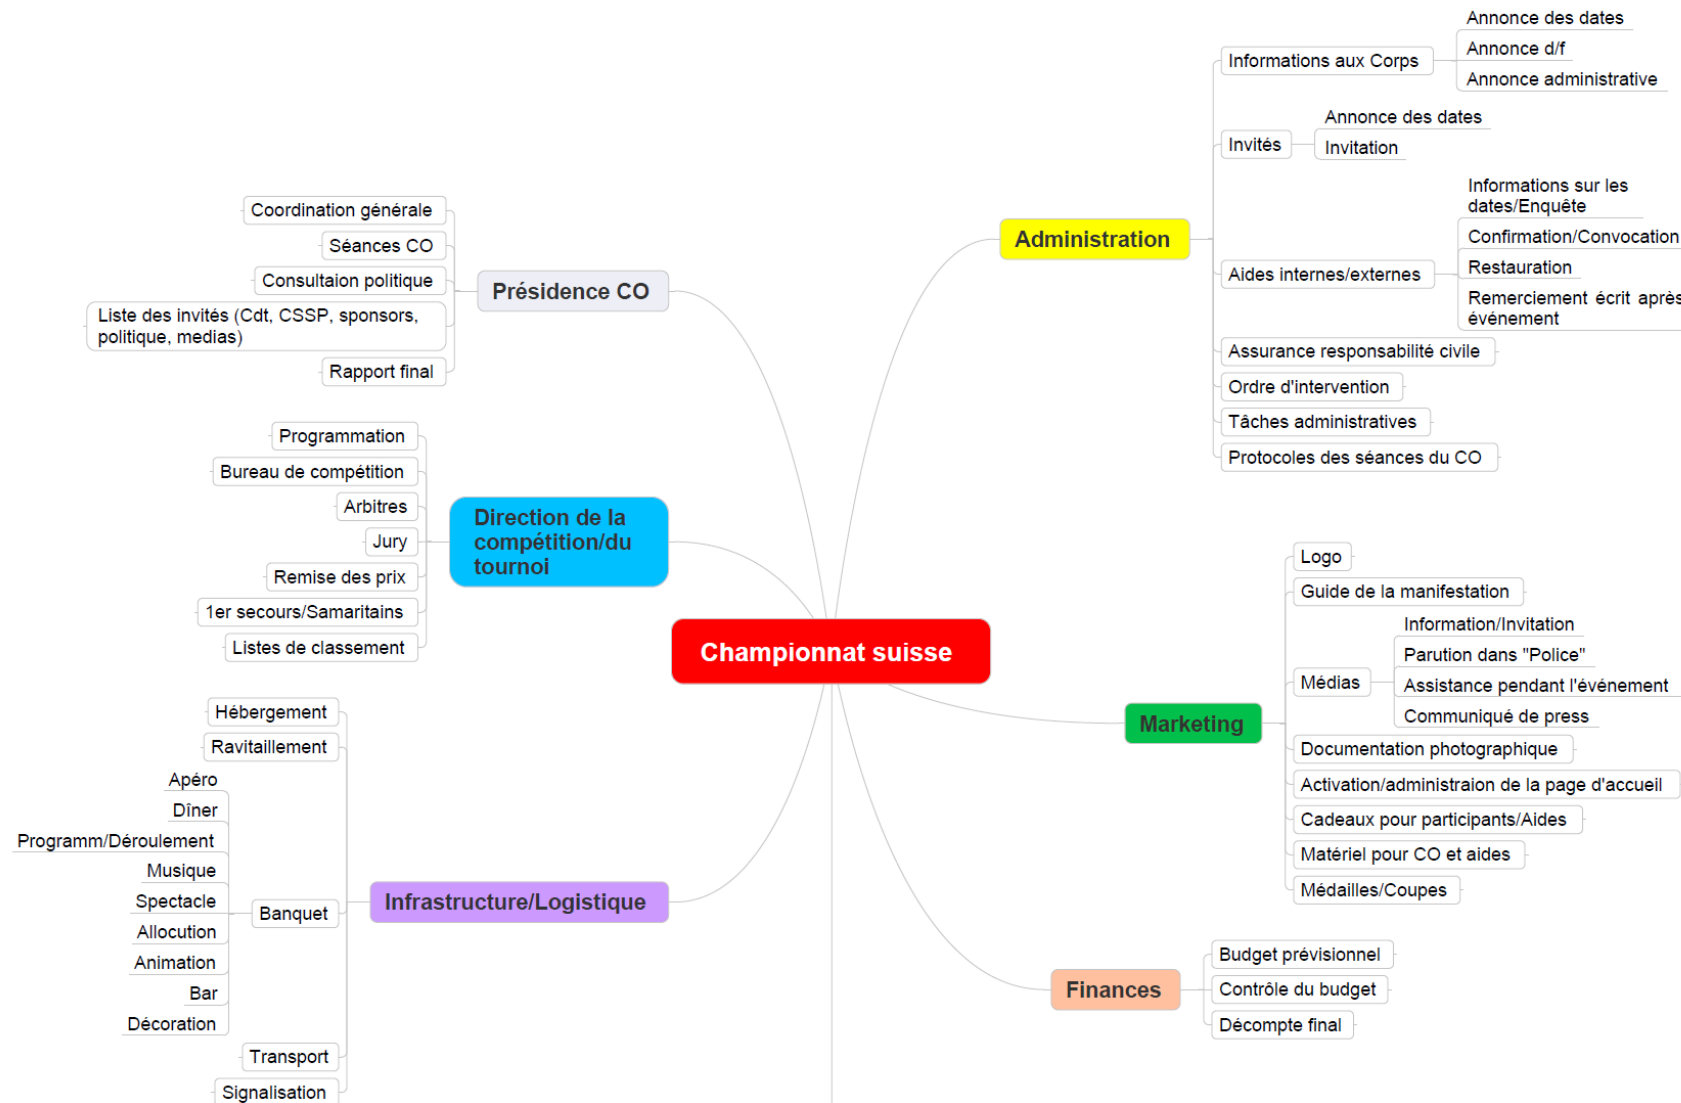 Championnat suisse
Présidence CO
Coordination générale
Séances CO
Consultaion politique
Liste des invités (Cdt, CSSP, sponsors,
politique, medias)
Rapport final
Direction de la
compétition/du
tournoi
Programmation
Bureau de compétition
Arbitres
Jury
Remise des prix
1er secours/Samaritains
Listes de classement
Infrastructure/Logistique
Hébergement
Ravitaillement
Banquet
Apéro
Dîner
Programm/Déroulement
Musique
Spectacle
Allocution
Animation
Bar
Décoration
Transport
Signalisation
Administration
Informations aux Corps
Annonce des dates
Annonce d/f
Annonce administrative
Invités
Annonce des dates
Invitation
Aides internes/externes
Informations sur les
dates/Enquête
Confirmation/Convocation
Restauration
Remerciement écrit après
événement
Assurance responsabilité civile
Ordre d'intervention
Tâches administratives
Protocoles des séances du CO
Marketing
Logo
Guide de la manifestation
Médias
Information/Invitation
Parution dans "Police"
Assistance pendant l'événement
Communiqué de press
Documentation photographique
Activation/administraion de la page d'accueil
Cadeaux pour participants/Aides
Matériel pour CO et aides
Médailles/Coupes
Finances
Budget prévisionnel
Contrôle du budget
Décompte final